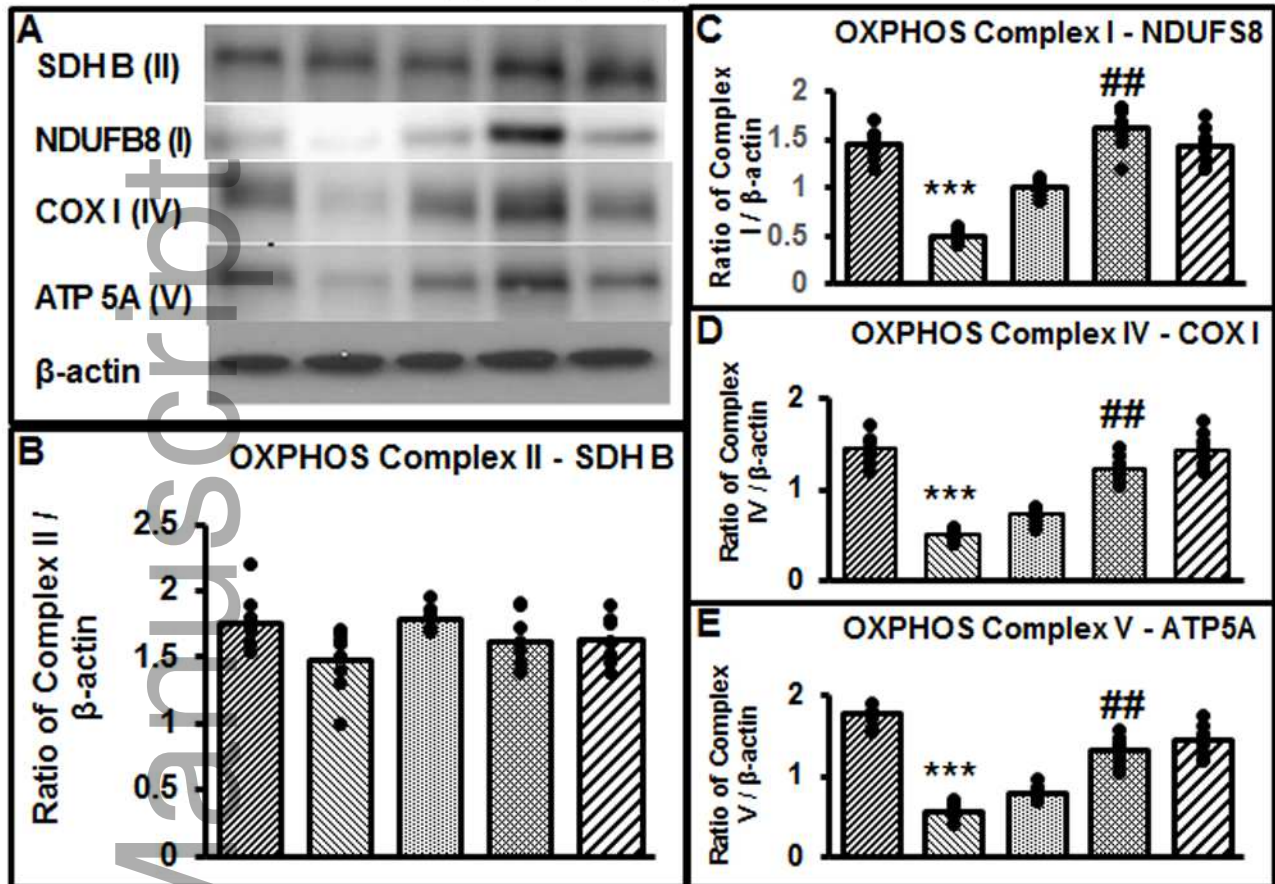 A
SDH B (II)
NDUFB8 (I)
COX I (IV)
ATP 5A (V)
β-actin
B
OXPHOS Complex II - SDH B
Ratio of Complex II /
β-actin
2.5
2
1.5
1
0.5
0
C
OXPHOS Complex I - NDUFS8
Ratio of Complex
I / β-actin
2
1.5
1
0.5
0
***
##
D
OXPHOS Complex IV - COX I
Ratio of Complex
IV / β-actin
2
1
0
***
##
E
OXPHOS Complex V - ATP5A
Ratio of Complex
V / β-actin
2
1
0
***
##
Manuscript